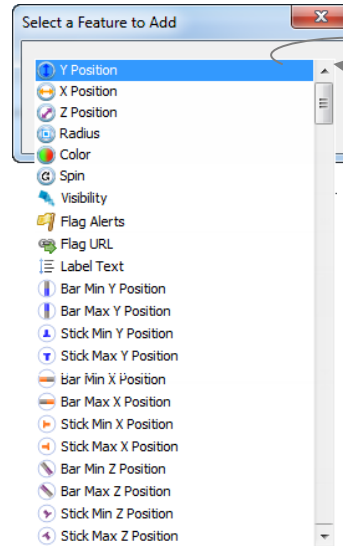 Select a Feature to Add
Y Position
X Position
Z Position
Radius
Color
Spin
Visibility
Flag Alerts
Flag URL
Label Text
Bar Min Y Position
Bar Max Y Position
Stick Min Y Position
Stick Max Y Position
Bar Min X Position
Bar Max X Position
Stick Min X Position
Stick Max X Position
Bar Min Z Position
Bar Max Z Position
Stick Min Z Position
Stick Max Z Position